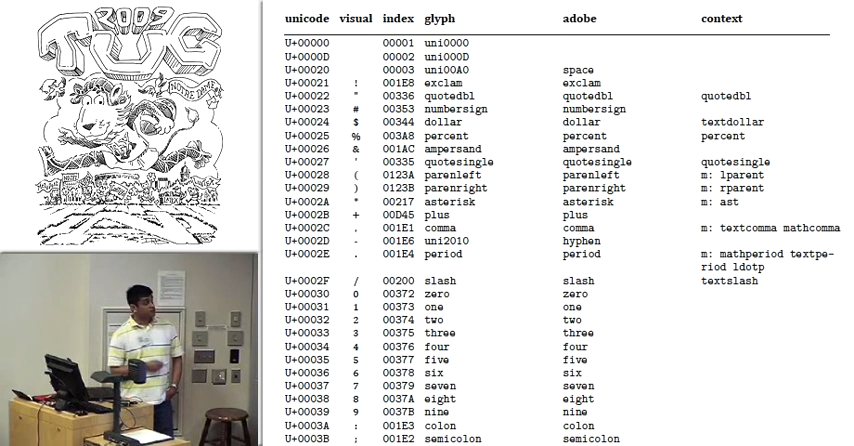 2009
TUG
NOTRE DAME
unicode visual index glyph adobe context
U+00000 00001 uni0000
U+0000D 00002 uni000D
U+00020 00003 uni00A0 space
U+00021 ! 001E8 exclam exclam
U+00022 " 00336 quotedbl quotedbl quotedbl
U+00023 # 00353 numbersign numbersign
U+00024 $ 00344 dollar dollar textdollar
U+00025 % 003A8 percent percent percent
U+00026 & 001AC ampersand ampersand
U+00027 ' 00335 quotesingle quotesingle quotesingle
U+00028 ( 0123A parenleft parenleft m: lparent
U+00029 ) 0123B parenright parenright m: rparent
U+0002A * 00217 asterisk asterisk m: ast
U+0002B + 00D45 plus plus
U+0002C , 001E1 comma comma m: textcomma mathcomma
U+0002D - 001E6 uni2010 hyphen
U+0002E . 001E4 period period m: mathperiod textpe-
riod ldotp
U+0002F / 00200 slash slash textslash
U+00030 0 00372 zero zero
U+00031 1 00373 one one
U+00032 2 00374 two two
U+00033 3 00375 three three
U+00034 4 00376 four four
U+00035 5 00377 five five
U+00036 6 00378 six six
U+00037 7 00379 seven seven
U+00038 8 0037A eight eight
U+00039 9 0037B nine nine
U+0003A : 001E3 colon colon
U+0003B ; 001E2 semicolon semicolon